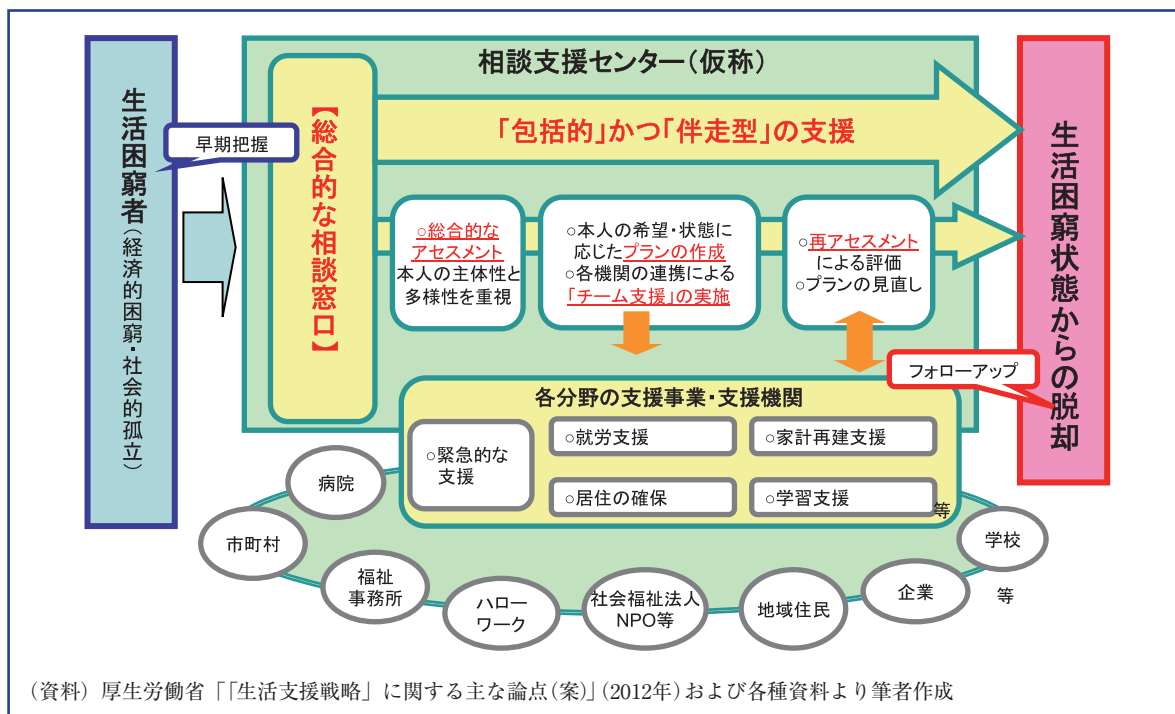 相談支援センター(仮称)
生活困窮者(経済的困窮・社会的孤立)
早期把握
【総合的な相談窓口】
「包括的」かつ「伴走型」の支援
○総合的な
アセスメント
本人の主体性と
多様性を重視
○本人の希望・状態に
応じたプランの作成
○各機関の連携による
「チーム支援」の実施
○再アセスメント
による評価
○プランの見直し
フォローアップ
生活困窮状態からの脱却
各分野の支援事業・支援機関
○緊急的な
支援
○就労支援
○家計再建支援
○居住の確保
○学習支援
等
病院
市町村
福祉
事務所
ハロー
ワーク
社会福祉法人
NPO等
地域住民
企業
学校
等
(資料)厚生労働省「「生活支援戦略」に関する主な論点(案)」(2012年)および各種資料より筆者作成